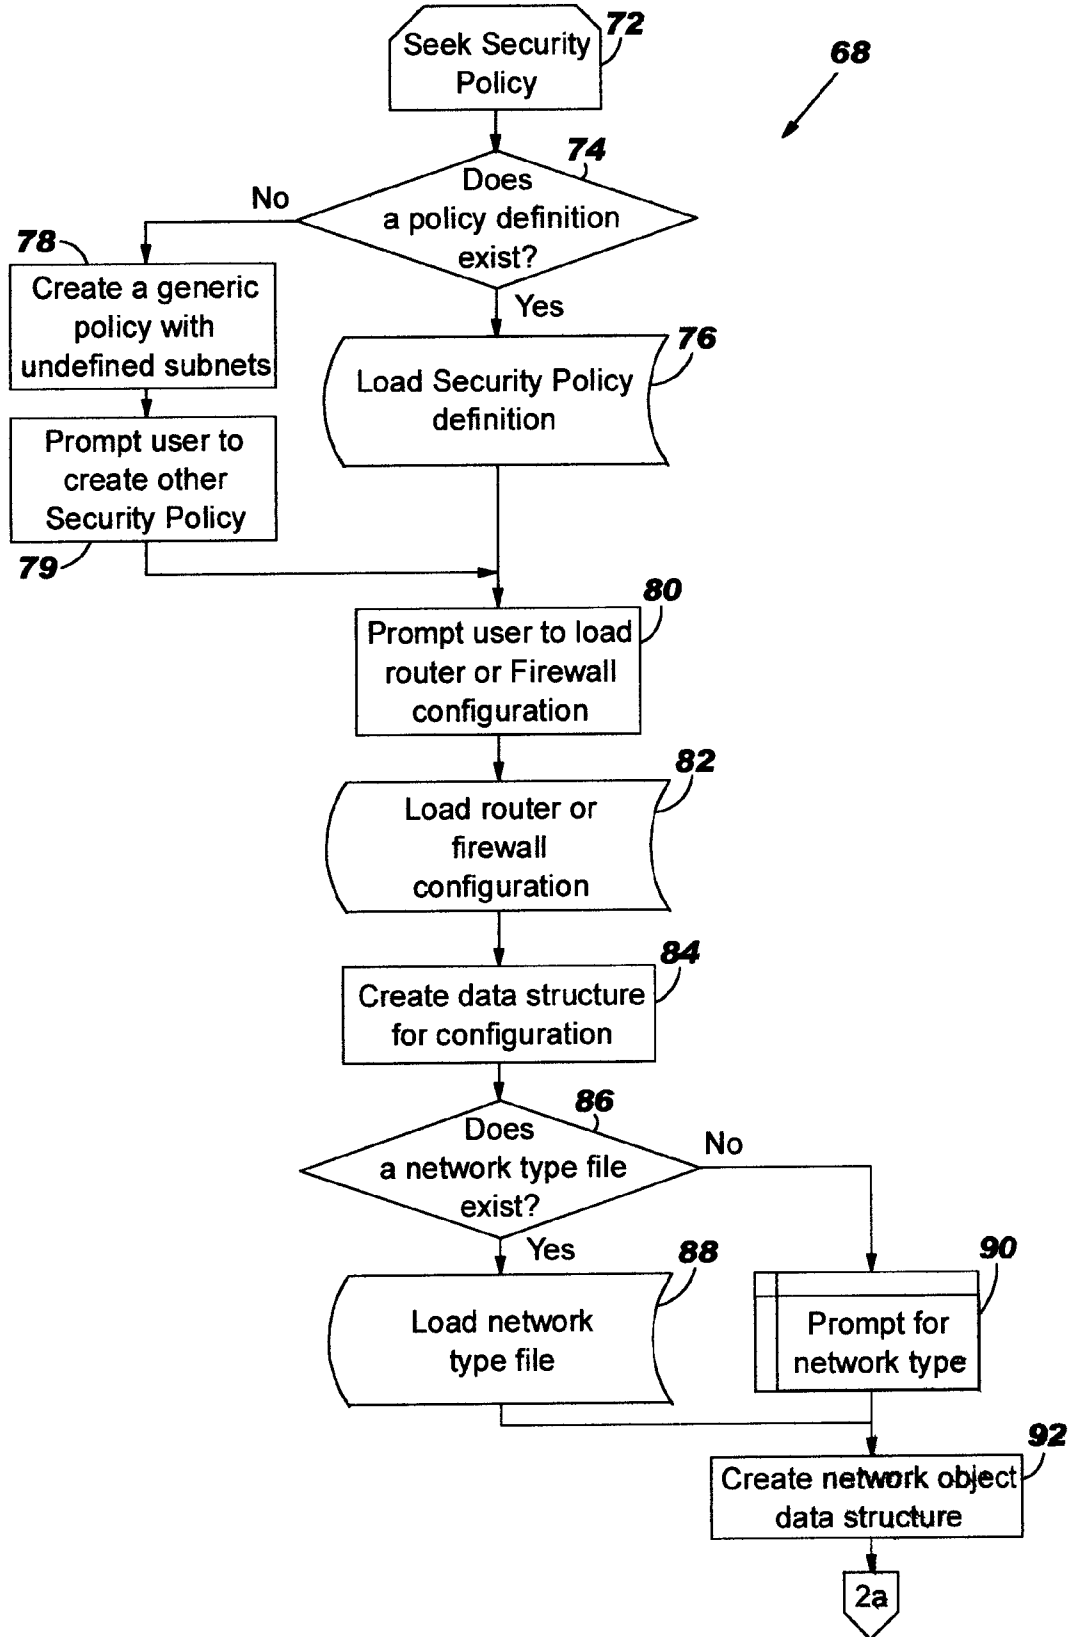 Seek Security
Policy
72
68
74
Does
a policy definition
exist?
No
Yes
78
Create a generic
policy with
undefined subnets
76
Load Security Policy
definition
Prompt user to
create other
Security Policy
79
80
Prompt user to load
router or Firewall
configuration
82
Load router or
firewall
configuration
84
Create data structure
for configuration
86
Does
a network type file
exist?
No
Yes
88
Load network
type file
90
Prompt for
network type
92
Create network object
data structure
2a